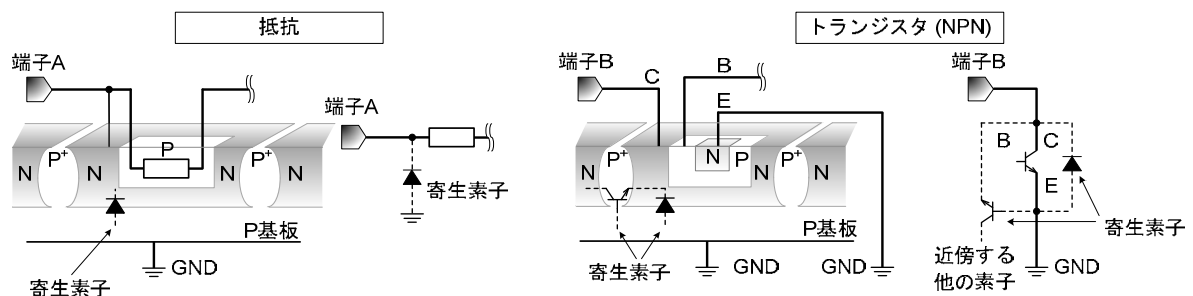 抵抗
トランジスタ (NPN)
端子A
端子A
N
P+
N
P
N
P+
N
寄生素子
P基板
GND
寄生素子
端子B
C
B
E
N
P+
N
N
P
N
P+
N
P基板
寄生素子
GND
GND
端子B
B
C
E
寄生素子
近傍する
他の素子
GND